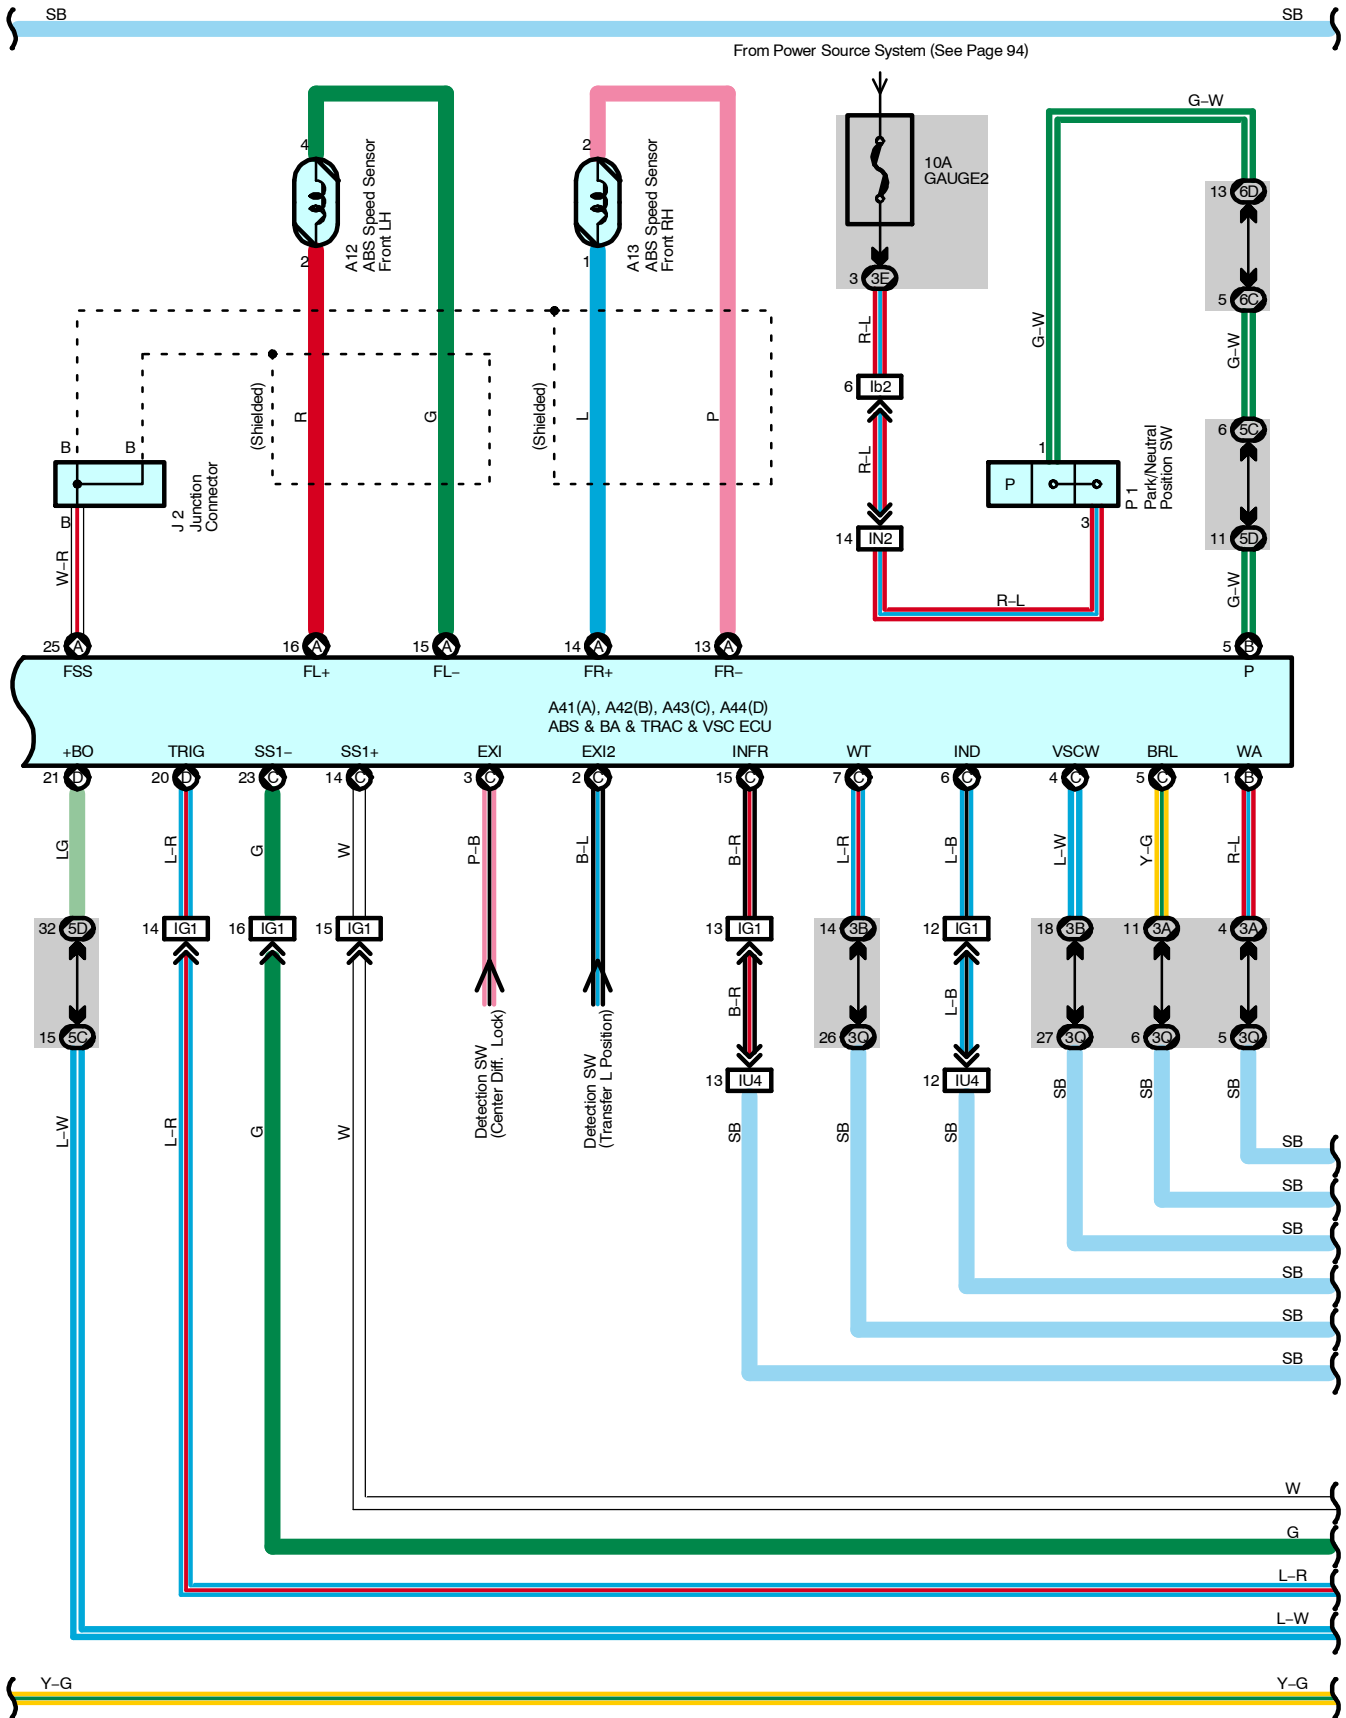 SB
SB
From Power Source System (See Page 94)
G–W
4
2
10A
GAUGE2
13 6D
A12
ABS Speed Sensor
Front LH
A13
ABS Speed Sensor
Front RH
2
1
3 3E
5 6C
R–L
G–W
G–W
(Shielded)
R
G
(Shielded)
L
P
6 Ib2
6 5C
B
B
R–L
1
P
P 1
Park/Neutral
Position SW
J 2
Junction
Connector
B
3
14 IN2
11 5D
W–R
R–L
G–W
25 A
16 A
15 A
14 A
13 A
5 B
FSS
FL+
FL–
FR+
FR–
P
A41(A), A42(B), A43(C), A44(D)
ABS & BA & TRAC & VSC ECU
+BO
TRIG
SS1–
SS1+
EXI
EXI2
INFR
WT
IND
VSCW
BRL
WA
21 D
20 D
23 C
14 C
3 C
2 C
15 C
7 C
6 C
4 C
5 C
1 B
LG
L–R
G
W
P–B
B–L
B–R
L–R
L–B
L–W
Y–G
R–L
32 5D
14 IG1
16 IG1
15 IG1
13 IG1
14 3B
12 IG1
18 3B
11 3A
4 3A
B–R
L–B
15 5C
26 3Q
27 3Q
6 3Q
5 3Q
Detection SW
(Center Diff. Lock)
Detection SW
(Transfer L Position)
13 IU4
12 IU4
SB
SB
SB
L–W
L–R
G
W
SB
SB
SB
SB
SB
SB
SB
SB
SB
W
G
L–R
L–W
Y–G
Y–G